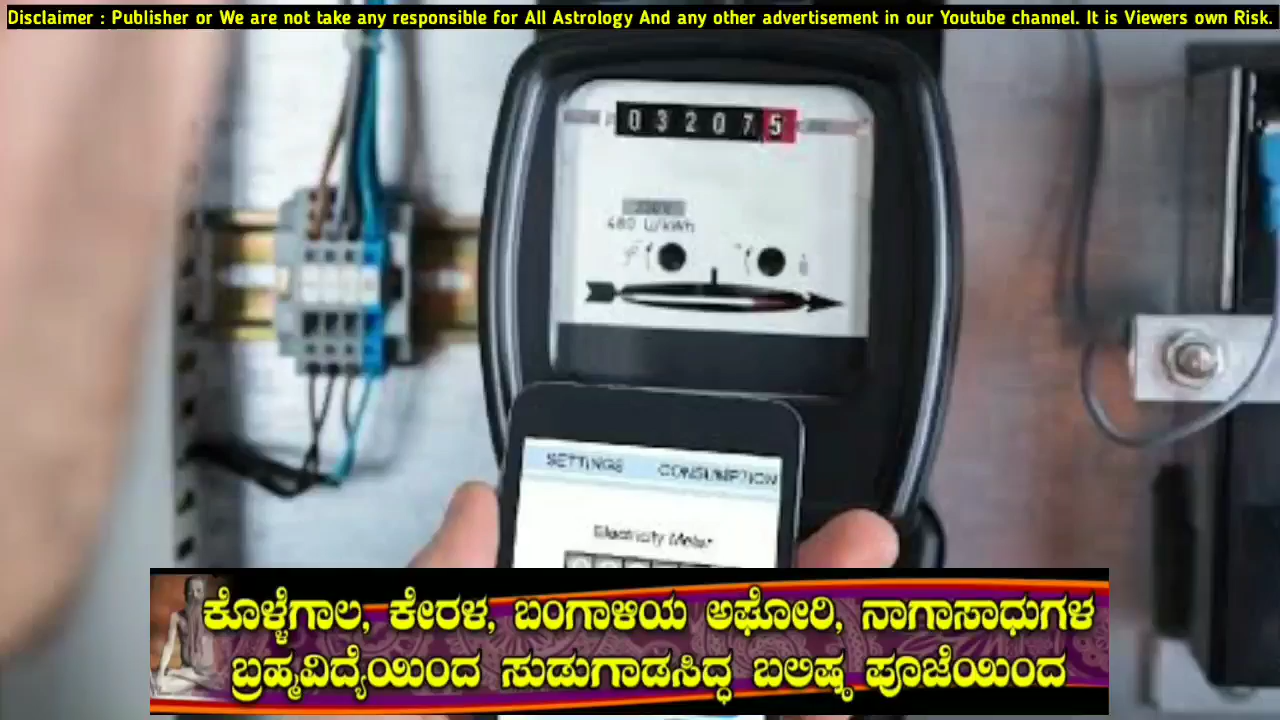 Disclaimer : Publisher or We are not take any responsible for All Astrology And any other advertisement in our Youtube channel. It is Viewers own Risk.
032075
480 U/kWh
SETTINGS CONSUMPTION
Electricity Meter
ಕೊಳ್ಳೆಗಾಲ, ಕೇರಳ, ಬಂಗಾಳಿಯ ಅಘೋರಿ, ನಾಗಾಸಾಧುಗಳ
ಬ್ರಹ್ಮವಿದ್ಯೆಯಿಂದ ಸುಡುಗಾಡಸಿದ್ಧ ಬಲಿಷ್ಠ ಪೂಜೆಯಿಂದ